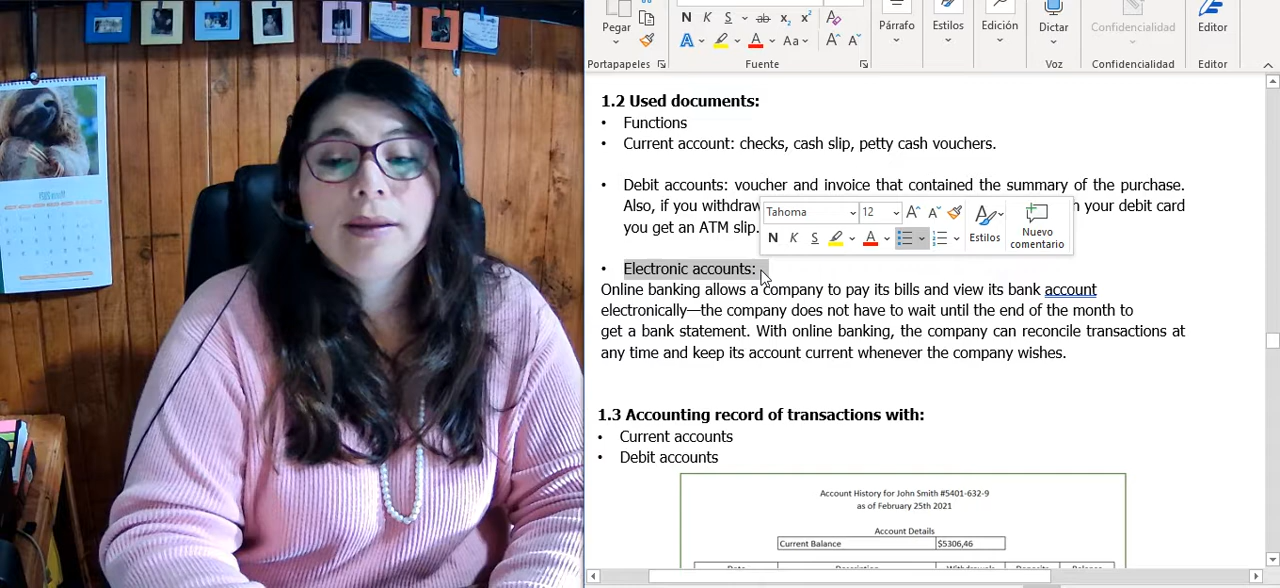 Pegar
Portapapeles
N K S ab x₂ x²
A A Aa A A
Fuente
Párrafo
Estilos
Edición
Dictar
Voz
Confidencialidad
Confidencialidad
Editor
Editor
1.2 Used documents:
• Functions
• Current account: checks, cash slip, petty cash vouchers.
• Debit accounts: voucher and invoice that contained the summary of the purchase.
Also, if you withdraw n your debit card
you get an ATM slip.
Tahoma 12
N K S A
Estilos
Nuevo
comentario
• Electronic accounts:
Online banking allows a company to pay its bills and view its bank account
electronically—the company does not have to wait until the end of the month to
get a bank statement. With online banking, the company can reconcile transactions at
any time and keep its account current whenever the company wishes.
1.3 Accounting record of transactions with:
• Current accounts
• Debit accounts
Account History for John Smith #5401-632-9
as of February 25th 2021
Account Details
Current Balance $5306,46
Date Description Withdrawals Deposits Balance